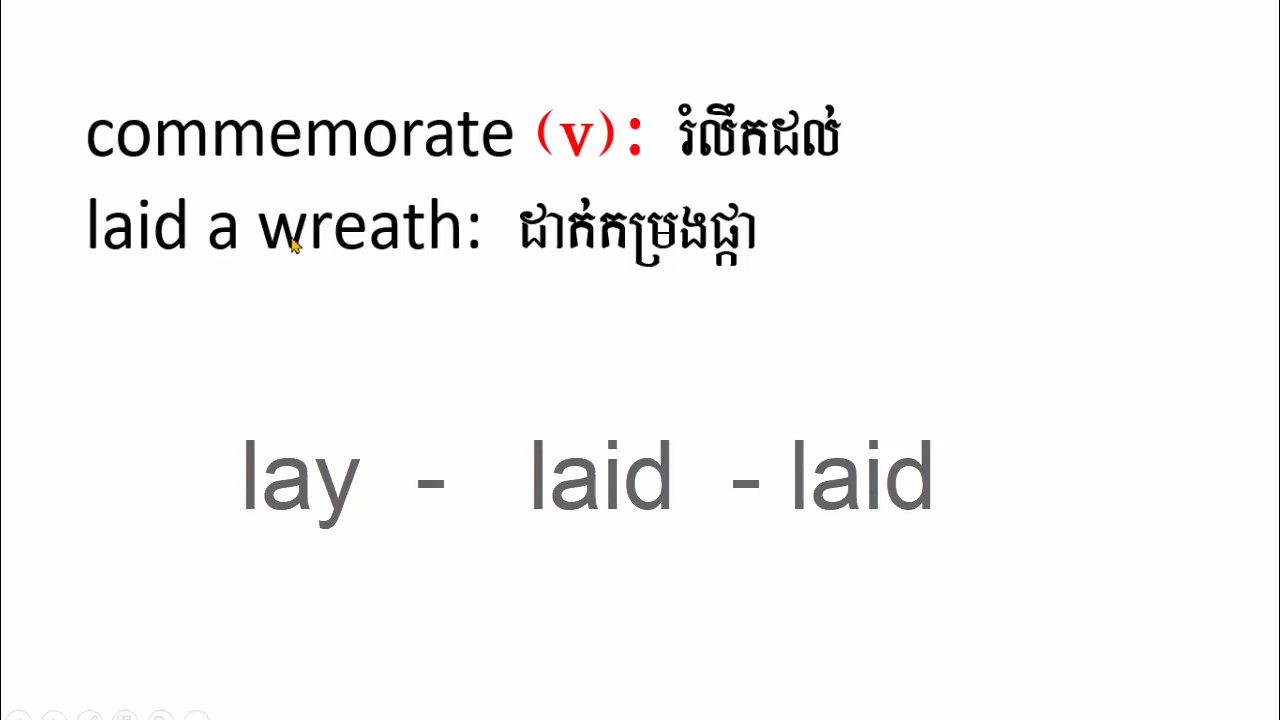 commemorate (v): រំលឹកដល់
laid a wreath: ដាក់កម្រងផ្កា
lay - laid - laid